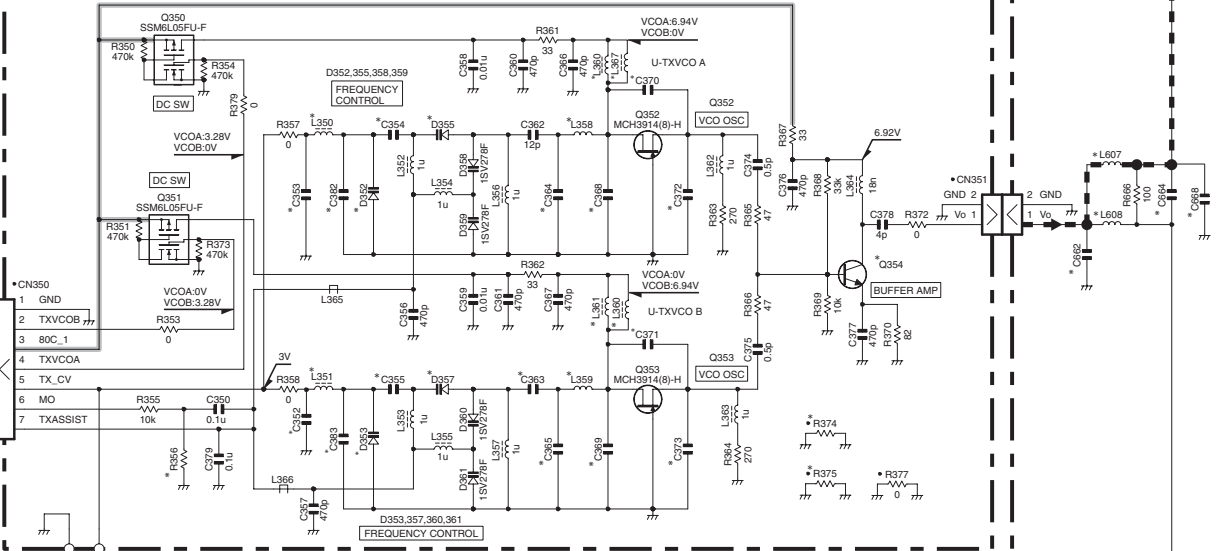 Q350
SSM6L05FU-F
R350
470k
R354
470k
DC SW
R379
0
VCOA:3.28V
VCOB:0V
DC SW
Q351
SSM6L05FU-F
R351
470k
R373
470k
VCOA:0V
VCOB:3.28V
R353
0
•CN350
1 GND
2 TXVCOB
3 80C_1
4 TXVCOA
5 TX_CV
6 MO
7 TXASSIST
R355
10k
C350
0.1u
* R356
C379
0.1u
D352,355,358,359
FREQUENCY
CONTROL
R357
0
* L350
* C354
* D355
C362
12p
* L358
* C353
* C382
* D352
L352
1u
L354
1u
D358
1SV278F
D359
1SV278F
L356
1u
* C364
* C368
* C372
C358
0.01u
C360
470p
R361
33
C366
470p
* L360
* L367
VCOA:6.94V
VCOB:0V
U-TXVCO A
* C370
Q352
MCH3914(8)-H
Q352
VCO OSC
L362
1u
R363
270
C374
0.5p
R365
47
R367
33
C376
470p
R368
33k
L364
18n
6.92V
C378
4p
R372
0
* Q354
BUFFER AMP
R369
10k
C377
470p
R370
82
•CN351
GND 2
Vo 1
2 GND
1 Vo
* L607
* L608
R666
100
* C664
* C668
* C662
L365
C356
470p
C359
0.01u
C361
470p
R362
33
C367
470p
* L361
* L360
VCOA:0V
VCOB:6.94V
U-TXVCO B
* C371
Q353
MCH3914(8)-H
Q353
VCO OSC
R366
47
C375
0.5p
3V
R358
0
* L351
* C355
* D357
* C363
* L359
* C352
* C383
* D353
L353
1u
L355
1u
D360
1SV278F
D361
1SV278F
L357
1u
* C365
* C369
* C373
L363
1u
R364
270
L366
C357
470p
D353,357,360,361
FREQUENCY CONTROL
* • R374
* • R375
• R377
0